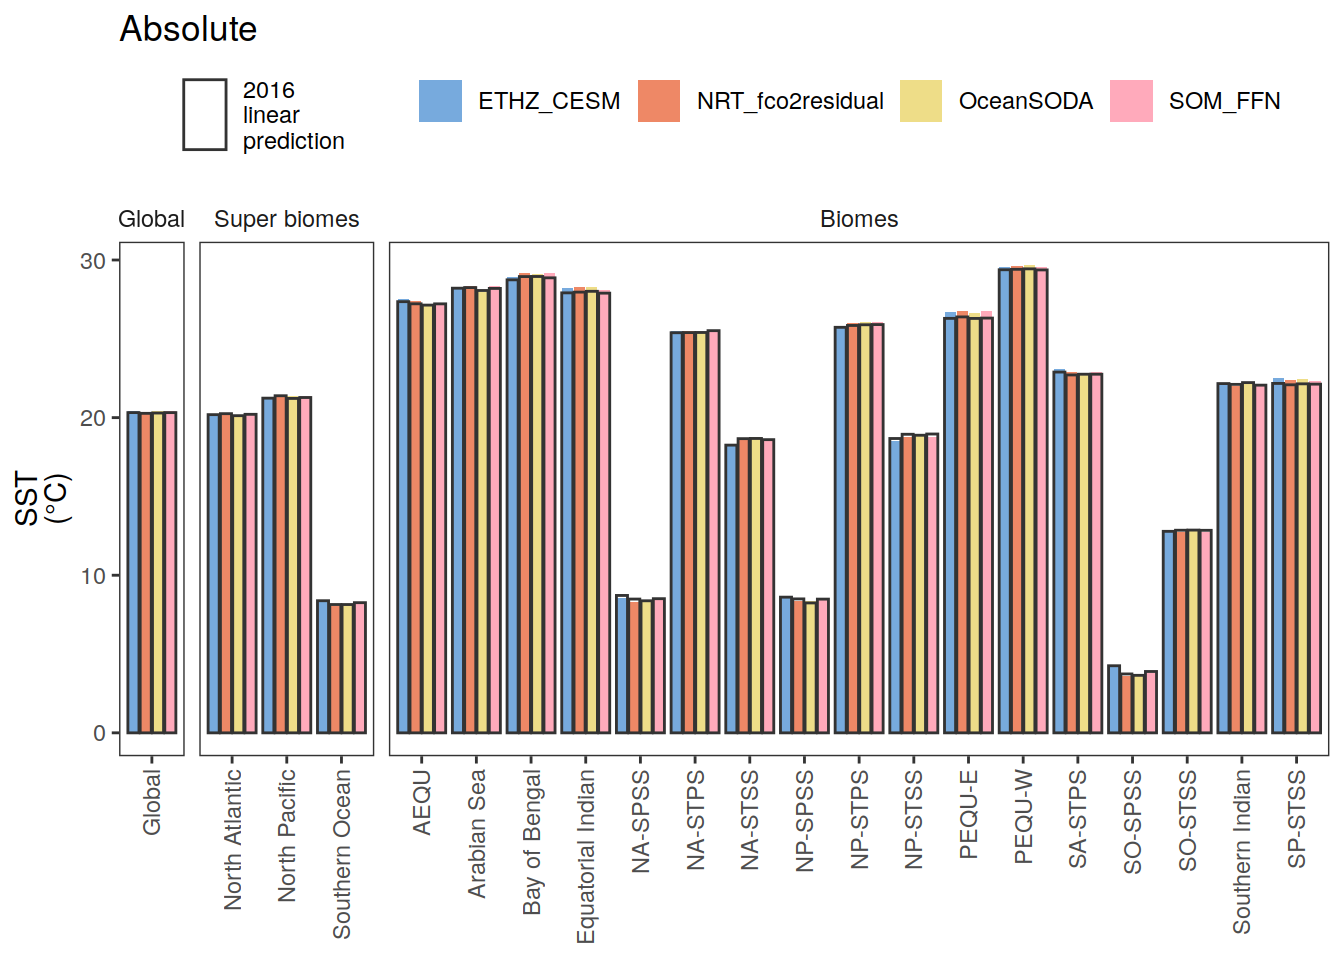 Absolute
2016
linear
prediction
ETHZ_CESM
NRT_fco2residual
OceanSODA
SOM_FFN
Global
Super biomes
Biomes
SST
(°C)
30
20
10
0
Global
North Atlantic
North Pacific
Southern Ocean
AEQU
Arabian Sea
Bay of Bengal
Equatorial Indian
NA-SPSS
NA-STPS
NA-STSS
NP-SPSS
NP-STPS
NP-STSS
PEQU-E
PEQU-W
SA-STPS
SO-SPSS
SO-STSS
Southern Indian
SP-STSS